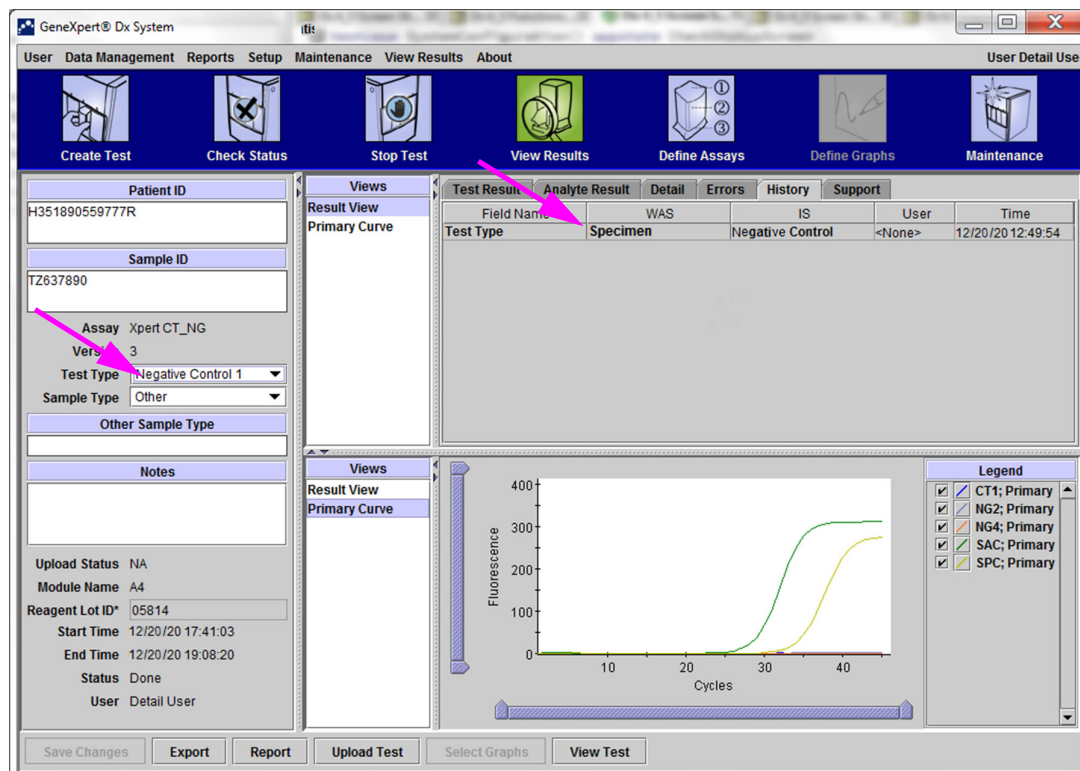 GeneXpert® Dx System
User Data Management Reports Setup Maintenance View Results About User Detail Use
Create Test Check Status Stop Test View Results Define Assays Define Graphs Maintenance
Patient ID
H351890559777R
Sample ID
TZ637890
Assay Xpert CT_NG
Version 3
Test Type Negative Control 1
Sample Type Other
Other Sample Type
Notes
Upload Status NA
Module Name A4
Reagent Lot ID* 05814
Start Time 12/20/20 17:41:03
End Time 12/20/20 19:08:20
Status Done
User Detail User
Views
Result View
Primary Curve
Test Result Analyte Result Detail Errors History Support
Field Name WAS IS User Time
Test Type Specimen Negative Control <None> 12/20/20 12:49:54
Views
Result View
Primary Curve
Fluorescence
400
300
200
100
0
10 20 30 40
Cycles
Legend
CT1; Primary
NG2; Primary
NG4; Primary
SAC; Primary
SPC; Primary
Save Changes Export Report Upload Test Select Graphs View Test